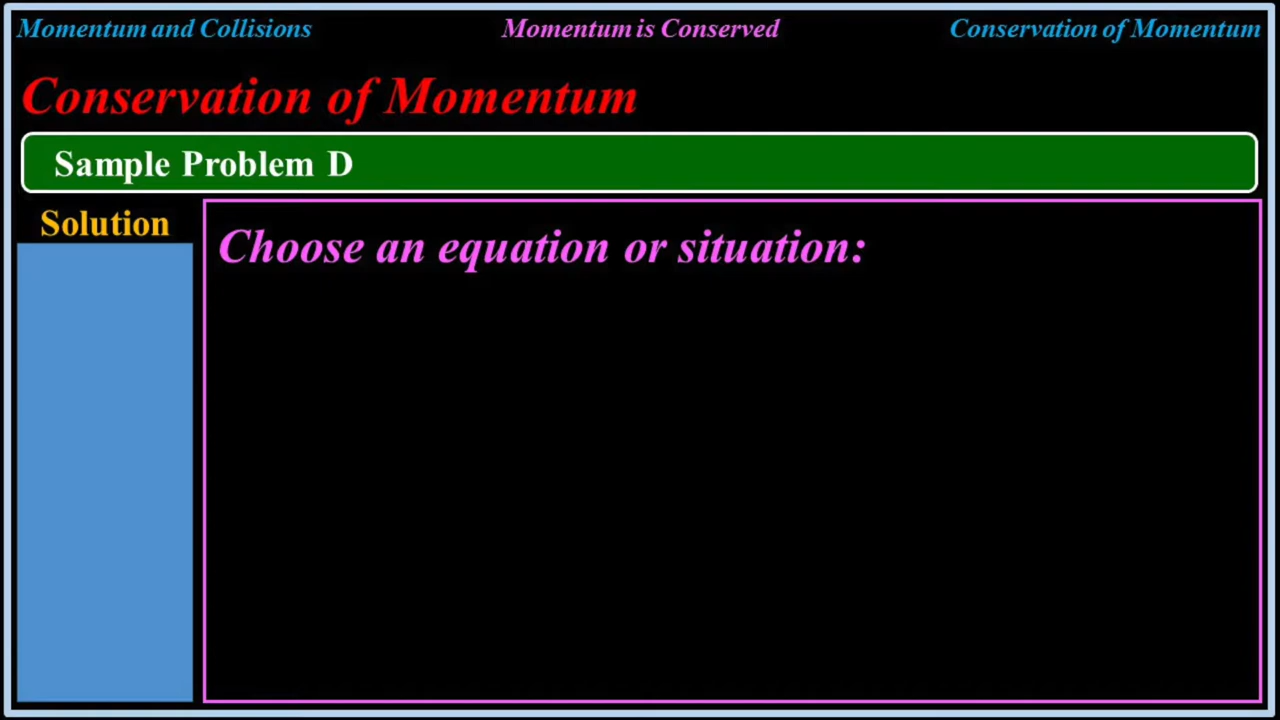 Momentum and Collisions
Momentum is Conserved
Conservation of Momentum
Conservation of Momentum
Sample Problem D
Solution
Choose an equation or situation: